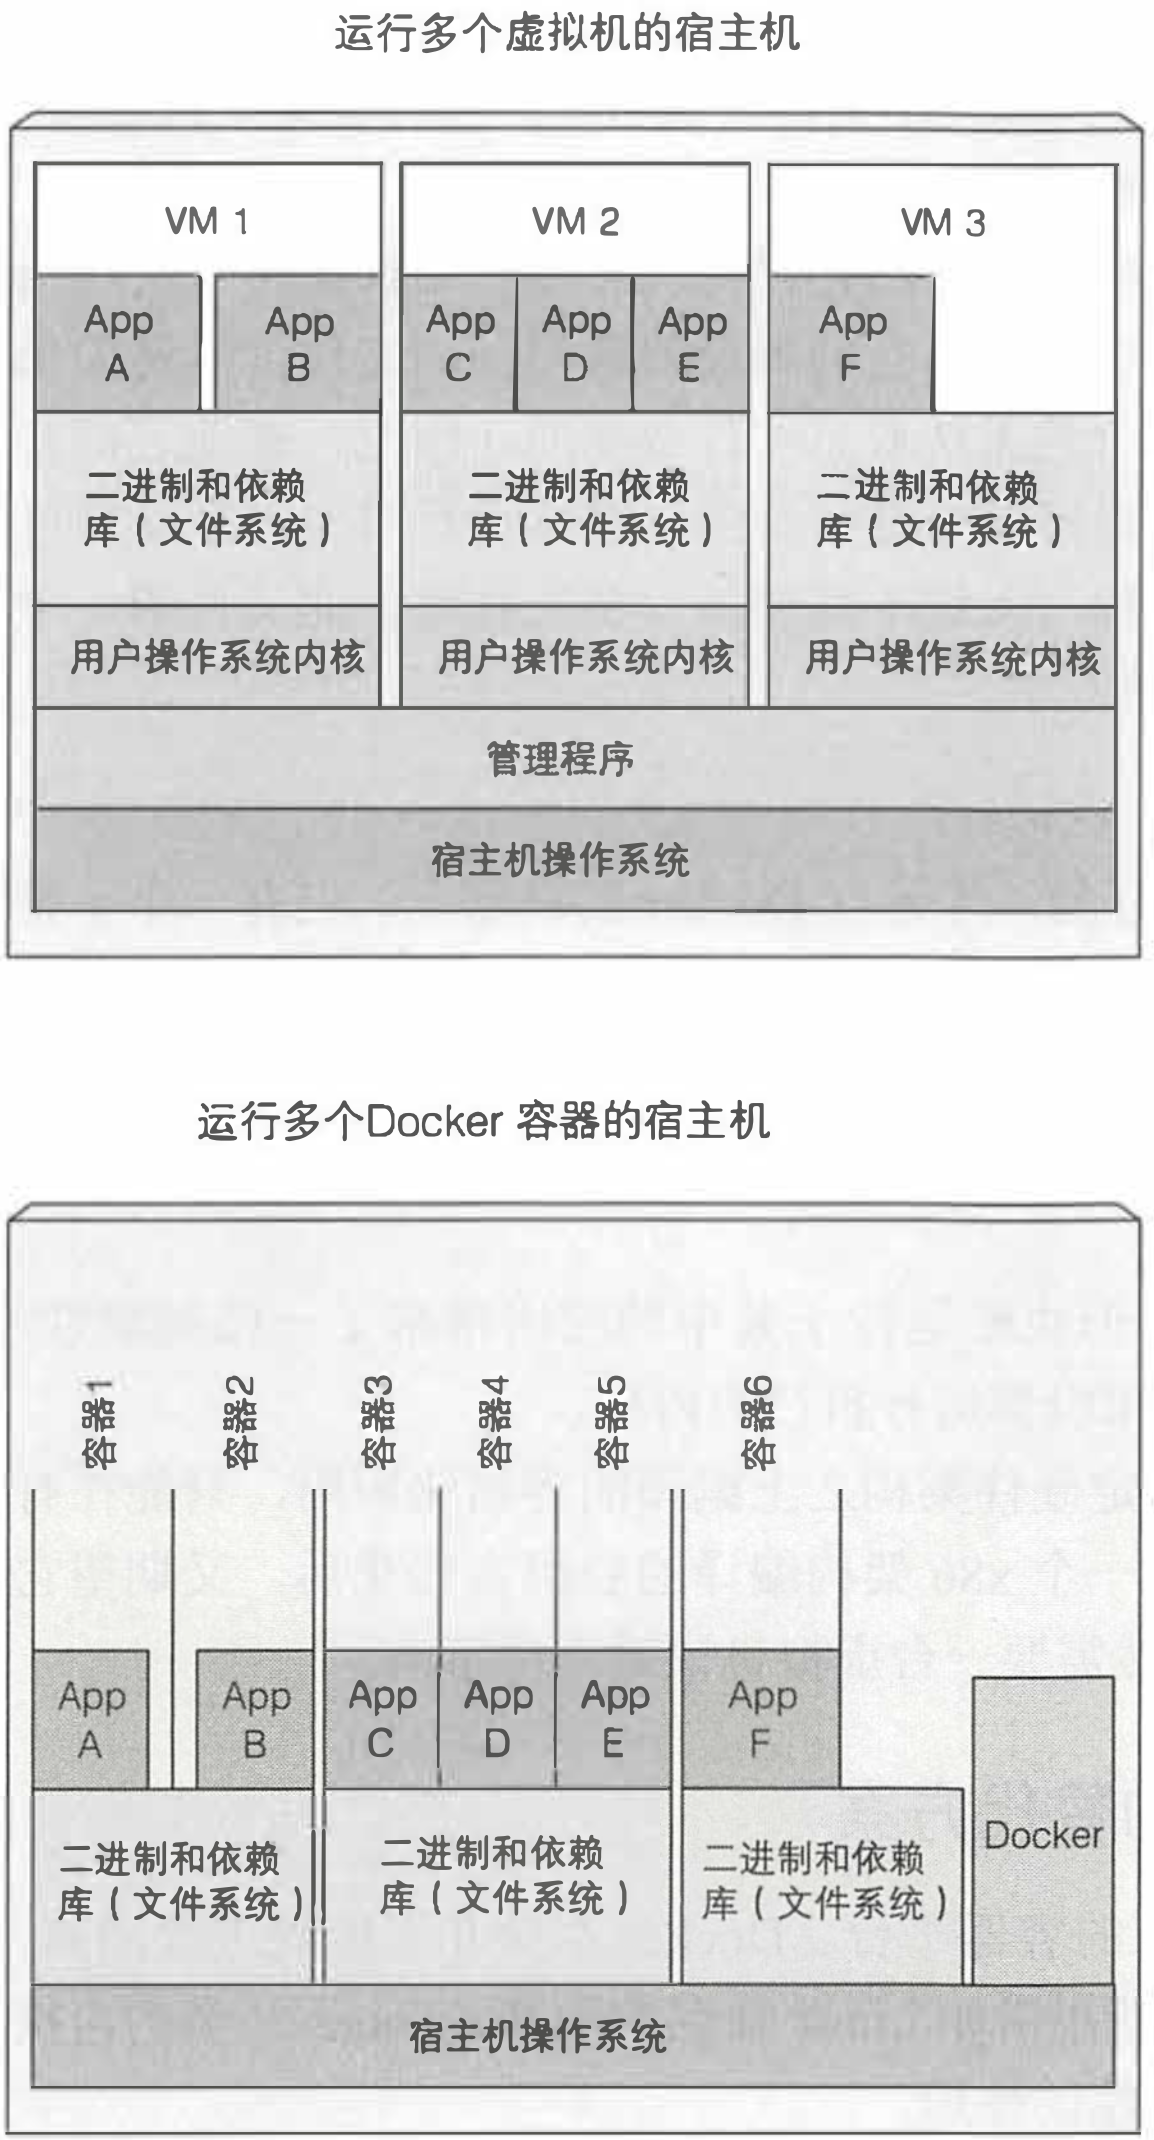 运行多个虚拟机的宿主机
VM 1
VM 2
VM 3
App
A
App
B
App
C
App
D
App
E
App
F
二进制和依赖
库(文件系统)
二进制和依赖
库(文件系统)
二进制和依赖
库(文件系统)
用户操作系统内核
用户操作系统内核
用户操作系统内核
管理程序
宿主机操作系统
运行多个Docker 容器的宿主机
容器1
容器2
容器3
容器4
容器5
容器6
App
A
App
B
App
C
App
D
App
E
App
F
二进制和依赖
库(文件系统)
二进制和依赖
库(文件系统)
二进制和依赖
库(文件系统)
Docker
宿主机操作系统